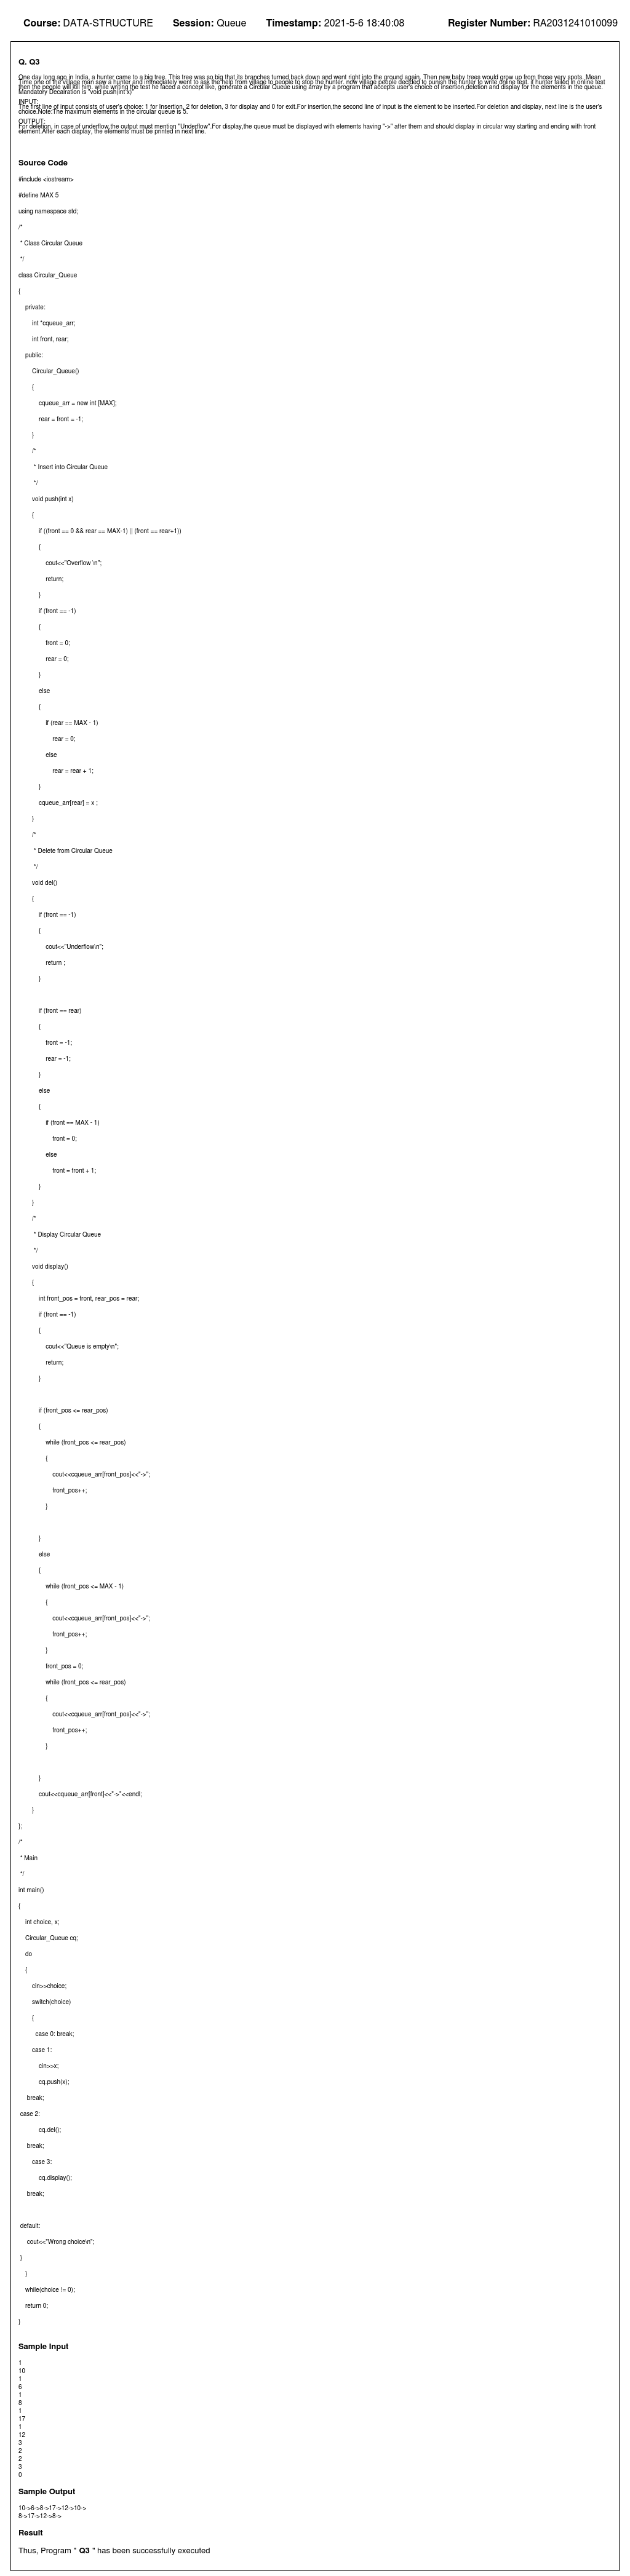 Course: DATA-STRUCTURE Session: Queue Timestamp: 2021-5-6 18:40:08 Register Number: RA2031241010099
Q. Q3
One day long ago in India, a hunter came to a big tree. This tree was so big that its branches turned back down and went right into the ground again. Then new baby trees would grow up from those very spots. Mean
Time one of the village man saw a hunter and immediately went to ask the help from village to people to stop the hunter. now village people decided to punish the hunter to write online test. if hunter failed in online test
then the people will kill him. while writing the test he faced a concept like, generate a Circular Queue using array by a program that accepts user's choice of insertion,deletion and display for the elements in the queue.
Mandatory Declaration is "void push(int x)"
INPUT:
The first line of input consists of user's choice: 1 for Insertion, 2 for deletion, 3 for display and 0 for exit.For insertion,the second line of input is the element to be inserted.For deletion and display, next line is the user's
choice.Note:The maximum elements in the circular queue is 5.
OUTPUT:
For deletion, in case of underflow,the output must mention "Underflow".For display,the queue must be displayed with elements having "->" after them and should display in circular way starting and ending with front
element.After each display, the elements must be printed in next line.
Source Code
#include <iostream>
#define MAX 5
using namespace std;
/*
* Class Circular Queue
*/
class Circular_Queue
{
private:
int *cqueue_arr;
int front, rear;
public:
Circular_Queue()
{
cqueue_arr = new int [MAX];
rear = front = -1;
}
/*
* Insert into Circular Queue
*/
void push(int x)
{
if ((front == 0 && rear == MAX-1) || (front == rear+1))
{
cout<<"Overflow \n";
return;
}
if (front == -1)
{
front = 0;
rear = 0;
}
else
{
if (rear == MAX - 1)
rear = 0;
else
rear = rear + 1;
}
cqueue_arr[rear] = x ;
}
/*
* Delete from Circular Queue
*/
void del()
{
if (front == -1)
{
cout<<"Underflow\n";
return ;
}
if (front == rear)
{
front = -1;
rear = -1;
}
else
{
if (front == MAX - 1)
front = 0;
else
front = front + 1;
}
}
/*
* Display Circular Queue
*/
void display()
{
int front_pos = front, rear_pos = rear;
if (front == -1)
{
cout<<"Queue is empty\n";
return;
}
if (front_pos <= rear_pos)
{
while (front_pos <= rear_pos)
{
cout<<cqueue_arr[front_pos]<<"->";
front_pos++;
}
}
else
{
while (front_pos <= MAX - 1)
{
cout<<cqueue_arr[front_pos]<<"->";
front_pos++;
}
front_pos = 0;
while (front_pos <= rear_pos)
{
cout<<cqueue_arr[front_pos]<<"->";
front_pos++;
}
}
cout<<cqueue_arr[front]<<"->"<<endl;
}
};
/*
* Main
*/
int main()
{
int choice, x;
Circular_Queue cq;
do
{
cin>>choice;
switch(choice)
{
case 0: break;
case 1:
cin>>x;
cq.push(x);
break;
case 2:
cq.del();
break;
case 3:
cq.display();
break;
default:
cout<<"Wrong choice\n";
}
}
while(choice != 0);
return 0;
}
Sample Input
1
10
1
6
1
8
1
17
1
12
3
2
2
3
0
Sample Output
10->6->8->17->12->10->
8->17->12->8->
Result
Thus, Program " Q3 " has been successfully executed